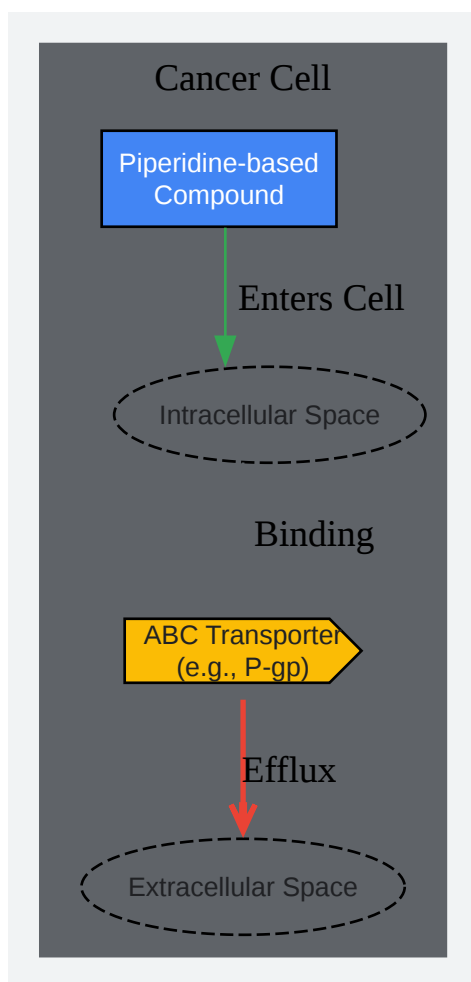 Cancer Cell
Piperidine-based
Compound
Enters Cell
Intracellular Space
Binding
ABC Transporter
(e.g., P-gp)
Efflux
Extracellular Space